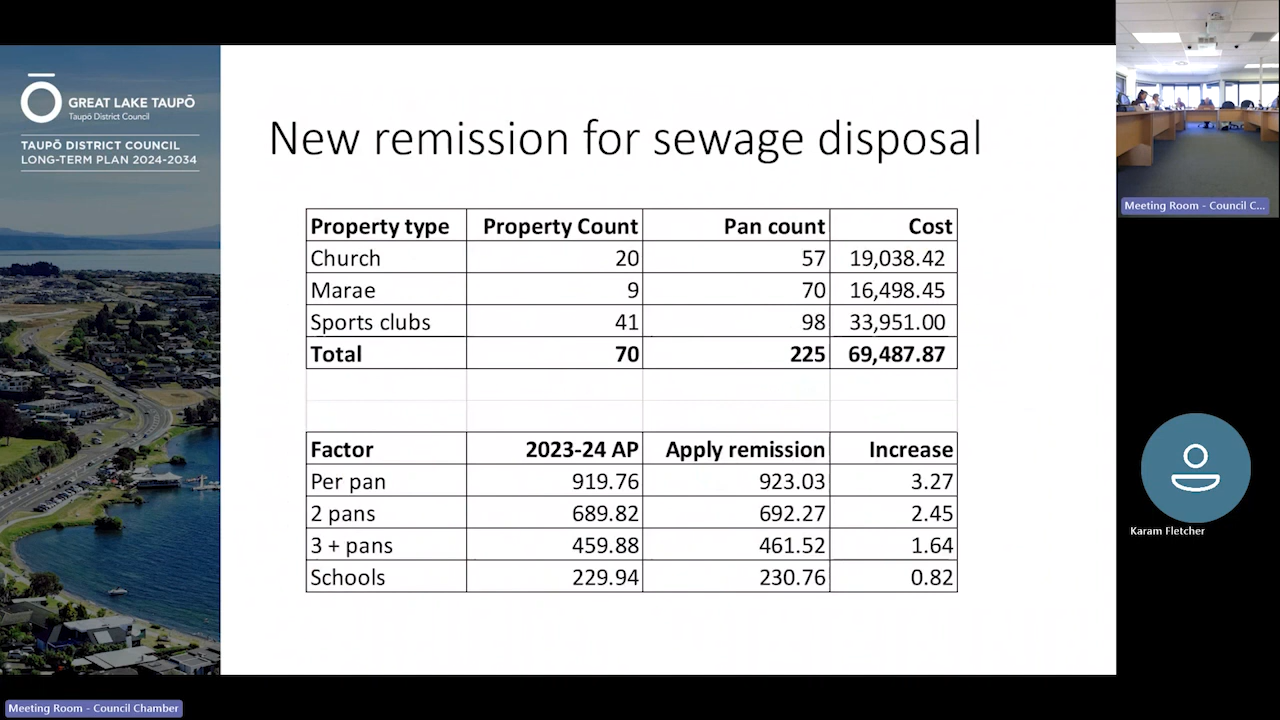 GREAT LAKE TAUPŌ
Taupō District Council
TAUPŌ DISTRICT COUNCIL
LONG-TERM PLAN 2024-2034
New remission for sewage disposal
Property type Property Count Pan count Cost
Church 20 57 19,038.42
Marae 9 70 16,498.45
Sports clubs 41 98 33,951.00
Total 70 225 69,487.87
Factor 2023-24 AP Apply remission Increase
Per pan 919.76 923.03 3.27
2 pans 689.82 692.27 2.45
3 + pans 459.88 461.52 1.64
Schools 229.94 230.76 0.82
Meeting Room - Council C...
Karam Fletcher
Meeting Room - Council Chamber